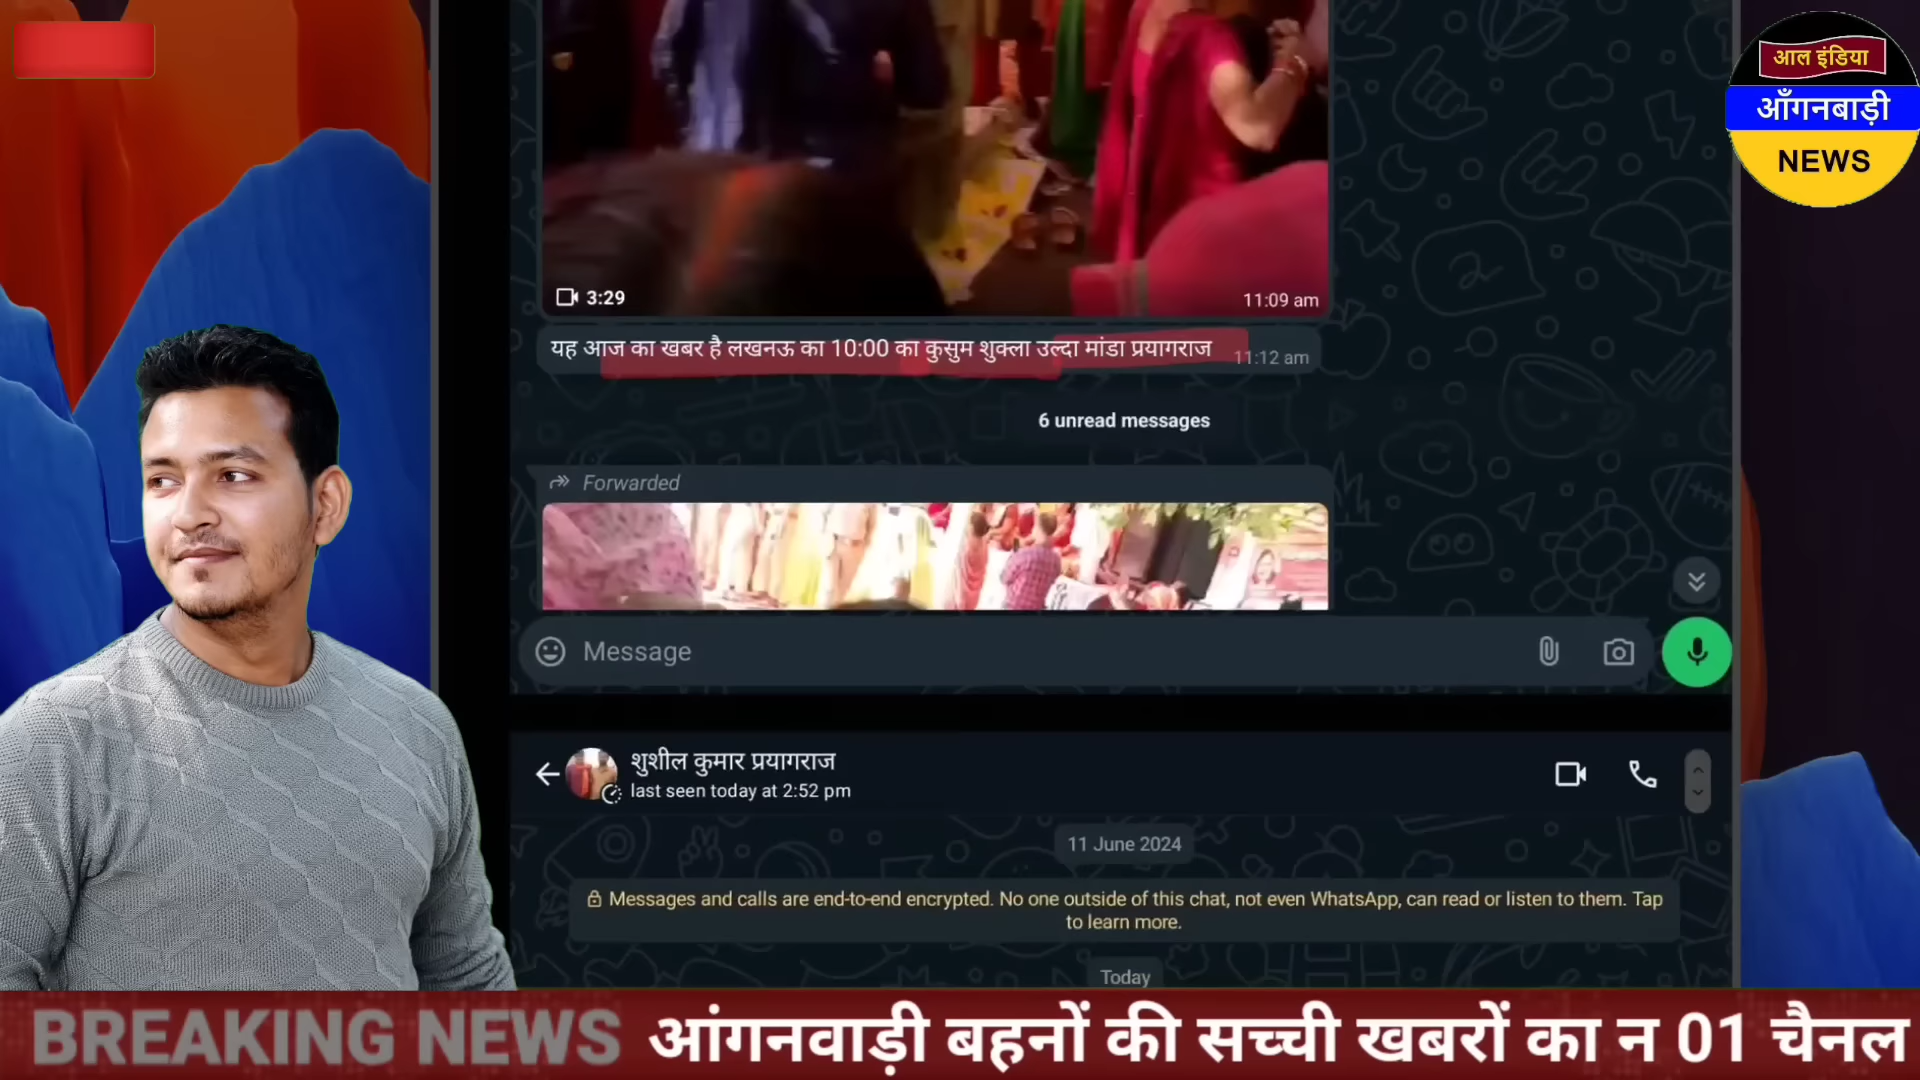 आल इंडिया
आँगनबाड़ी
NEWS
3:29
11:09 am
यह आज का खबर है लखनऊ का 10:00 का कुसुम शुक्ला उल्दा मांडा प्रयागराज
11:12 am
6 unread messages
Forwarded
Message
शुशील कुमार प्रयागराज
last seen today at 2:52 pm
11 June 2024
Messages and calls are end-to-end encrypted. No one outside of this chat, not even WhatsApp, can read or listen to them. Tap
to learn more.
Today
BREAKING NEWS आंगनवाड़ी बहनों की सच्ची खबरों का न 01 चैनल